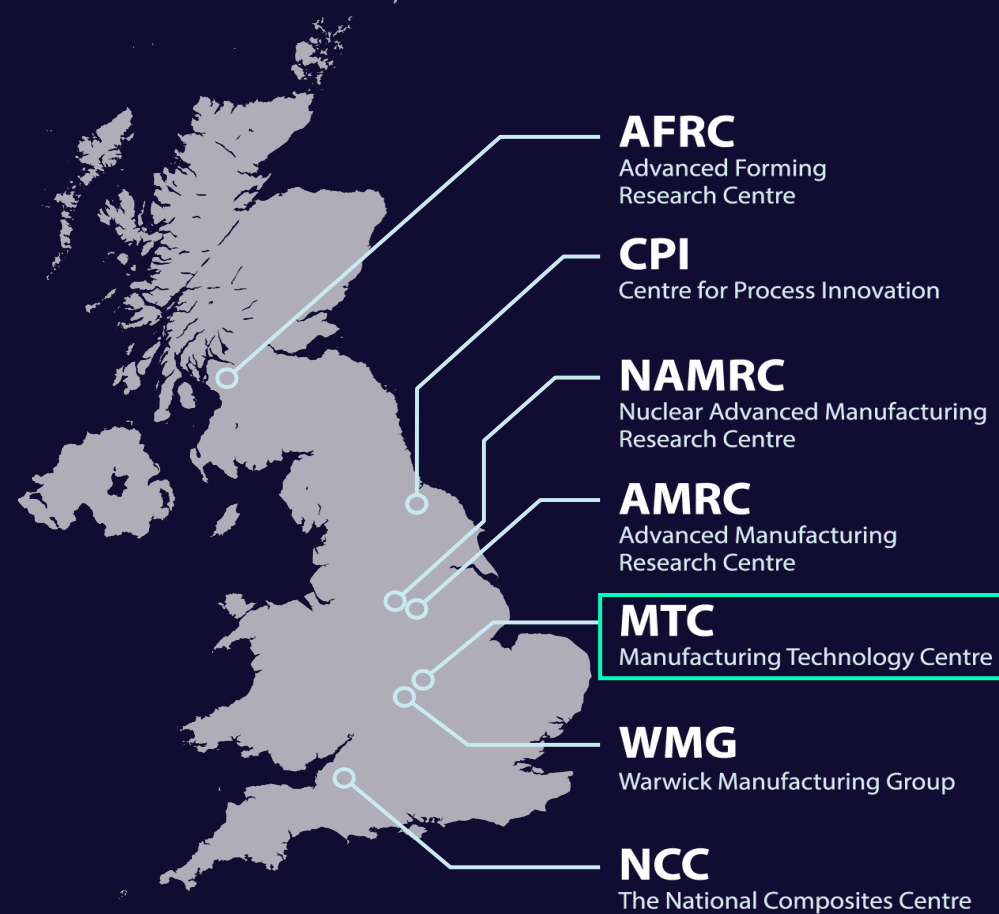 AFRC
Advanced Forming
Research Centre
CPI
Centre for Process Innovation
NAMRC
Nuclear Advanced Manufacturing
Research Centre
AMRC
Advanced Manufacturing
Research Centre
MTC
Manufacturing Technology Centre
WMG
Warwick Manufacturing Group
NCC
The National Composites Centre